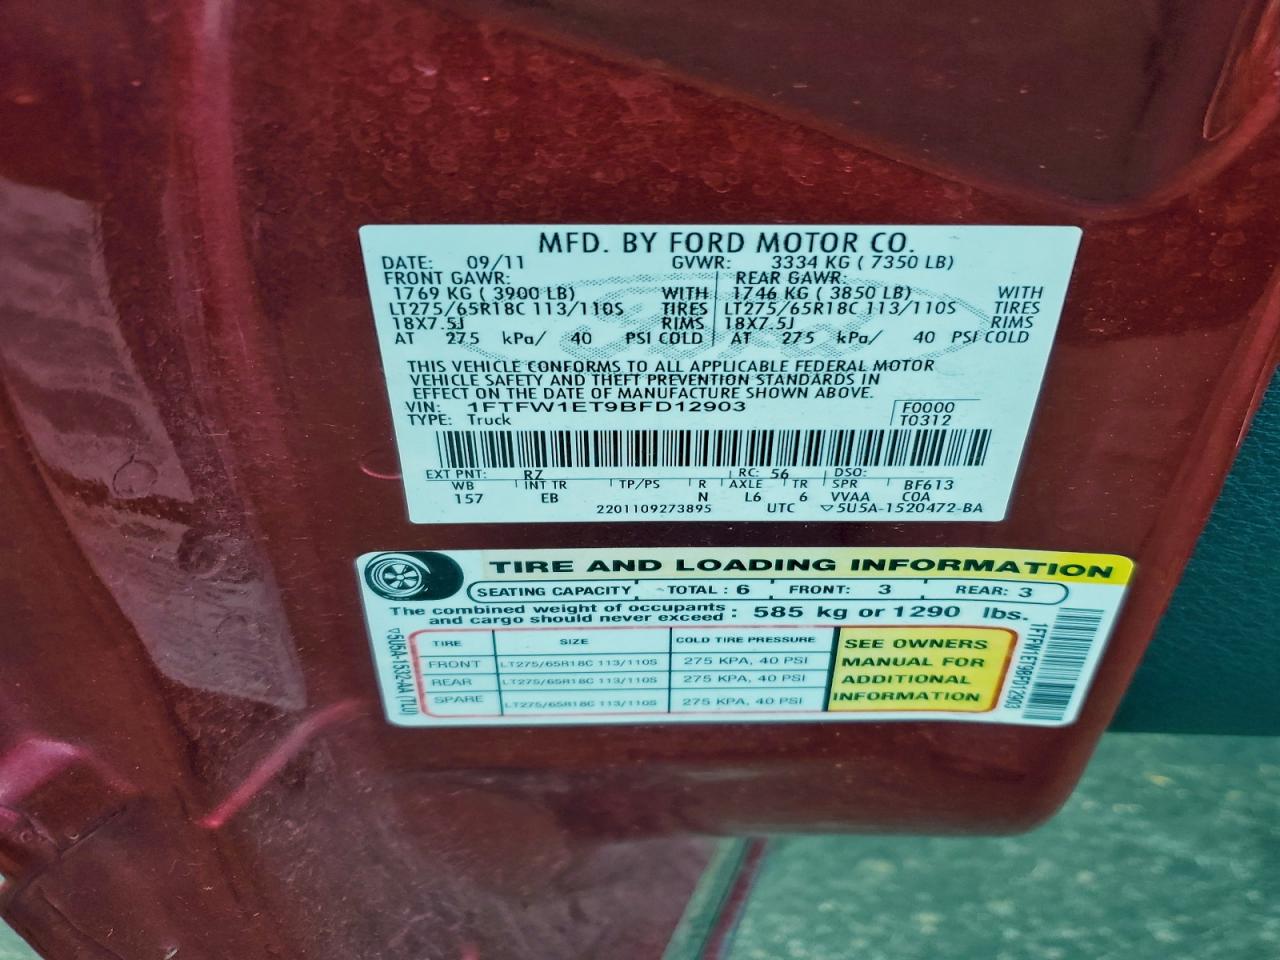 MFD. BY FORD MOTOR CO.
DATE: 09/11 GVWR: 3334 KG ( 7350 LB)
FRONT GAWR: REAR GAWR:
1769 KG ( 3900 LB) WITH 1746 KG ( 3850 LB) WITH
LT275/65R18C 113/110S TIRES LT275/65R18C 113/110S TIRES
18X7.5J RIMS 18X7.5J RIMS
AT 275 kPa/ 40 PSI COLD AT 275 kPa/ 40 PSI COLD
THIS VEHICLE CONFORMS TO ALL APPLICABLE FEDERAL MOTOR
VEHICLE SAFETY AND THEFT PREVENTION STANDARDS IN
EFFECT ON THE DATE OF MANUFACTURE SHOWN ABOVE.
VIN: 1FTFW1ET9BFD12903 F0000
TYPE: Truck T0312
EXT PNT: RZ RC: 56 DSO:
WB INT TR TP/PS R AXLE TR SPR BF613
157 EB N L6 6 VVAA COA
2201109273895 UTC ▽5U5A-1520472-BA
TIRE AND LOADING INFORMATION
SEATING CAPACITY TOTAL : 6 FRONT: 3 REAR: 3
The combined weight of occupants
and cargo should never exceed : 585 kg or 1290 lbs.
TIRE SIZE COLD TIRE PRESSURE
FRONT LT275/65R18C 113/110S 275 KPA, 40 PSI
REAR LT275/65R18C 113/110S 275 KPA, 40 PSI
SPARE LT275/65R18C 113/110S 275 KPA, 40 PSI
SEE OWNERS
MANUAL FOR
ADDITIONAL
INFORMATION
▽5U5A-1532-AA (TLU)
1FTFW1ET9BFD12903